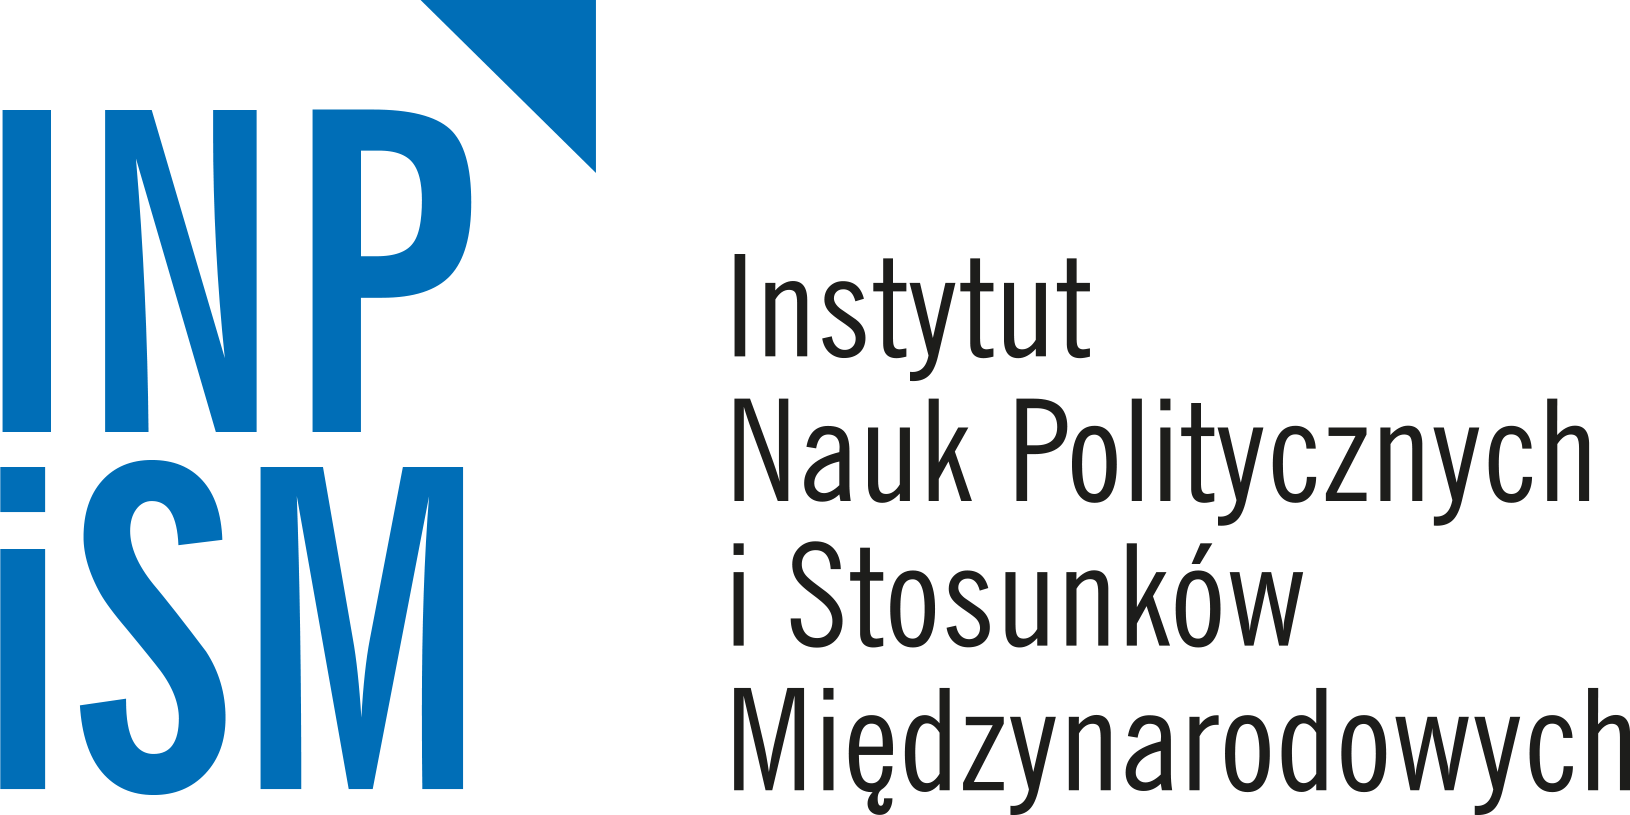 INP
iSM
Instytut
Nauk Politycznych
i Stosunków
Międzynarodowych